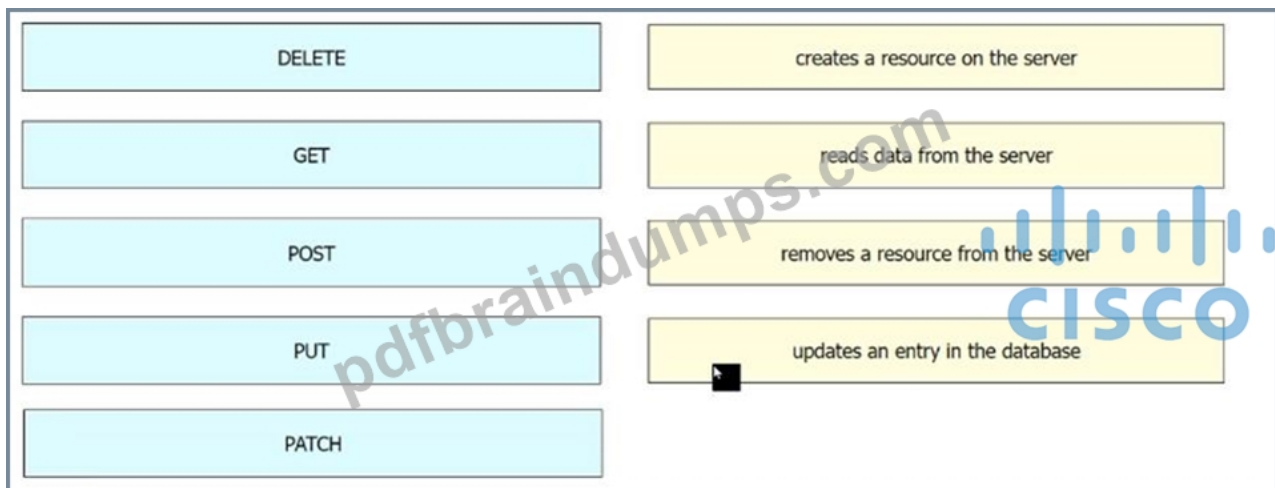 DELETE
creates a resource on the server
GET
reads data from the server
POST
removes a resource from the server
PUT
updates an entry in the database
PATCH
pdfbraindumps.com
CISCO